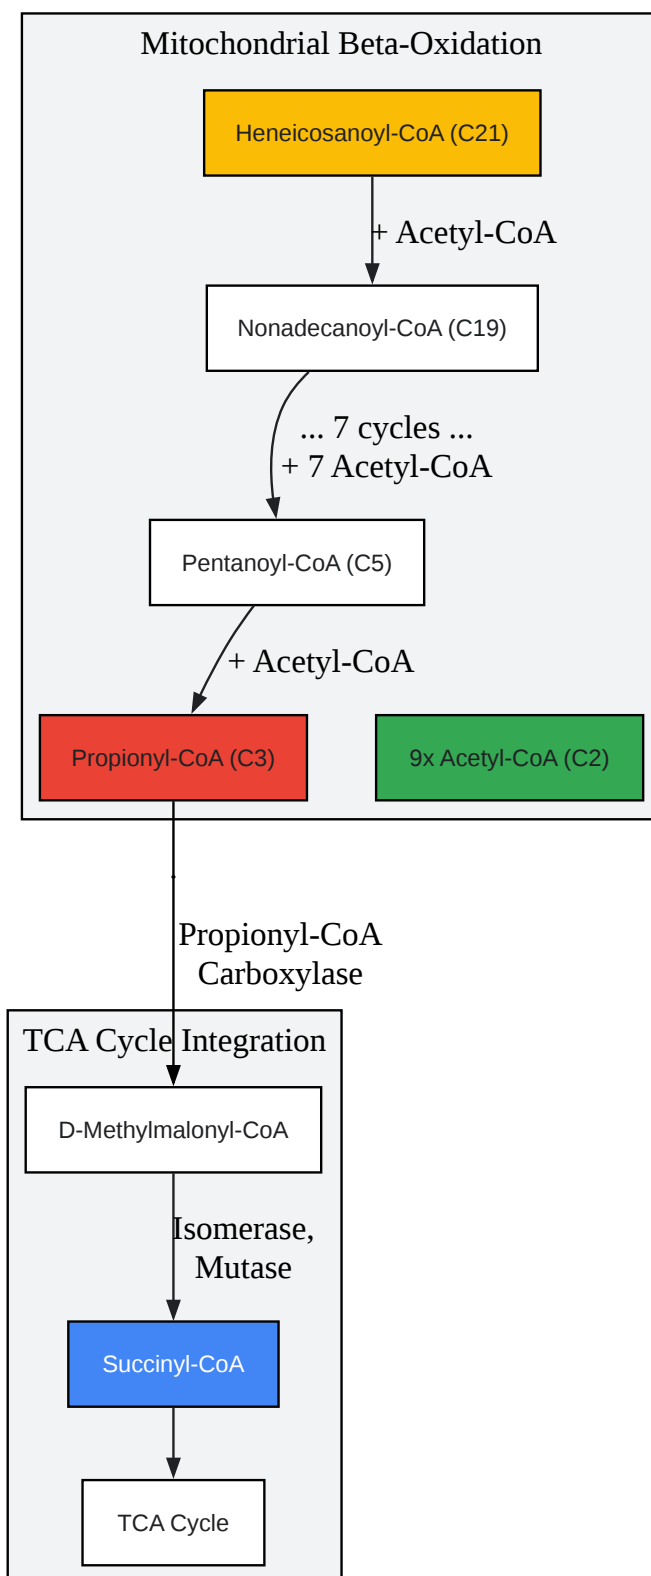 Mitochondrial Beta-Oxidation
Heneicosanoyl-CoA (C21)
+ Acetyl-CoA
Nonadecanoyl-CoA (C19)
... 7 cycles ...
+ 7 Acetyl-CoA
Pentanoyl-CoA (C5)
+ Acetyl-CoA
Propionyl-CoA (C3)
9x Acetyl-CoA (C2)
Propionyl-CoA
Carboxylase
TCA Cycle Integration
D-Methylmalonyl-CoA
Isomerase,
Mutase
Succinyl-CoA
TCA Cycle